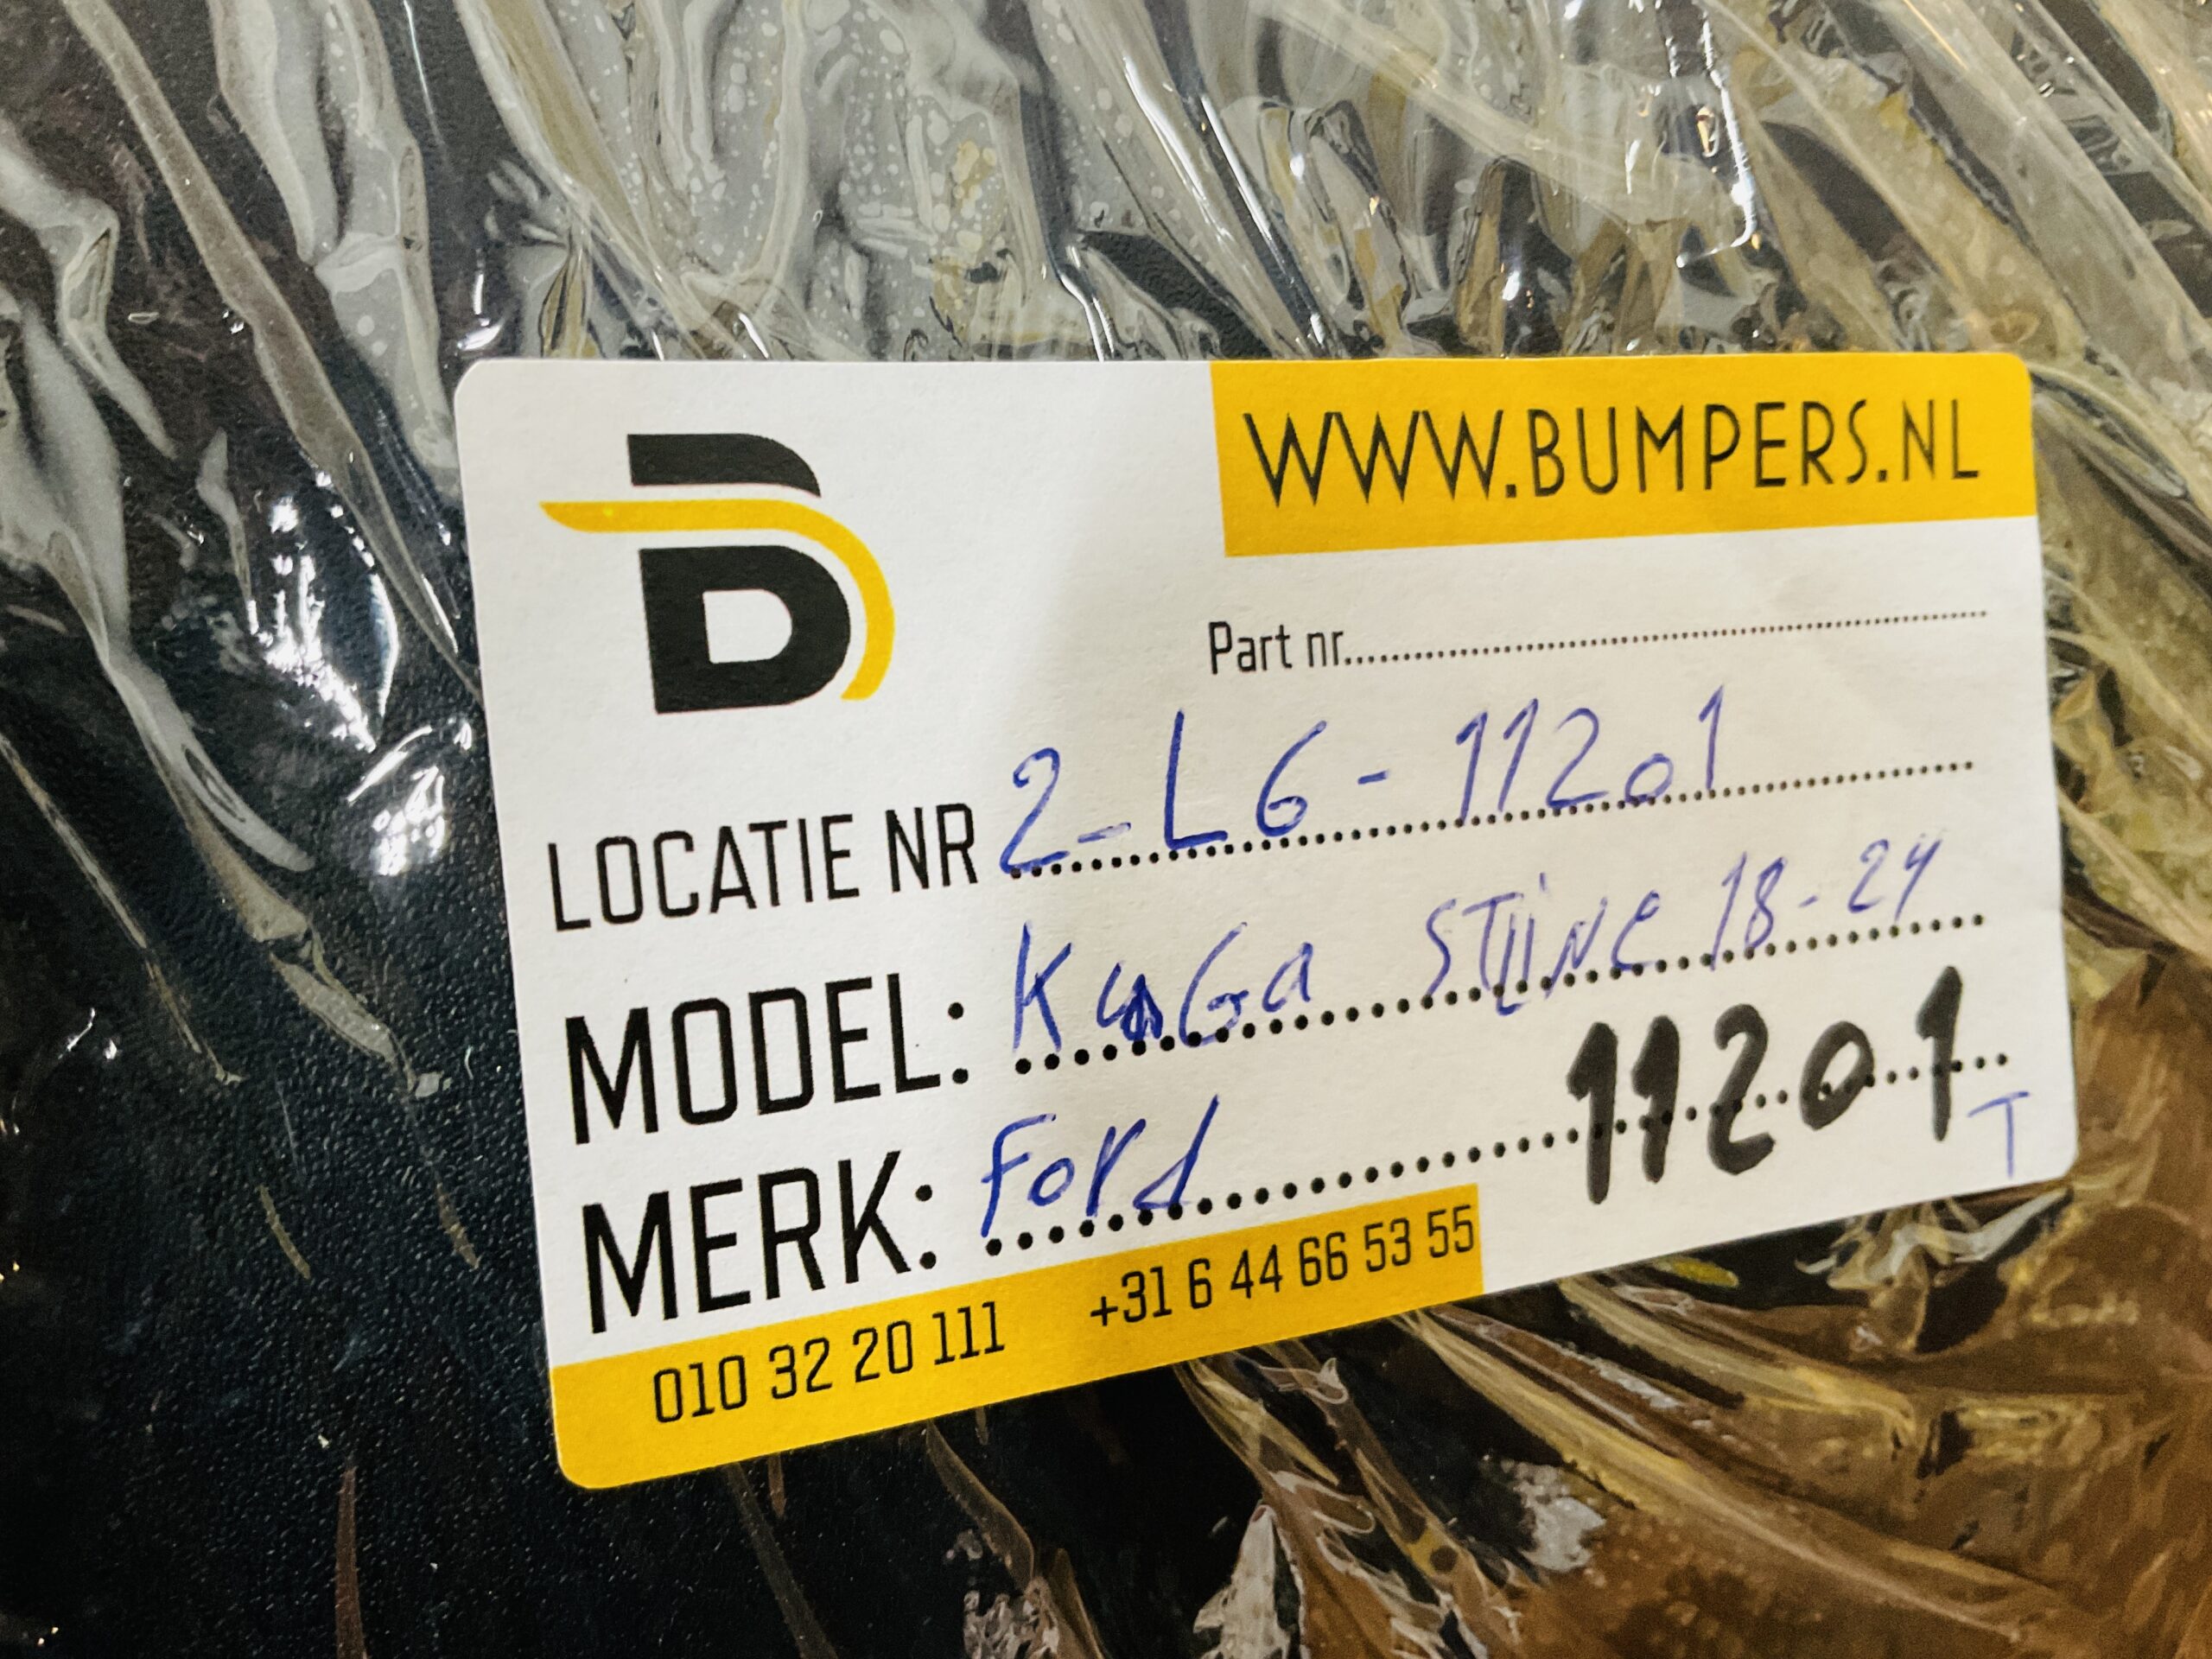 WWW.BUMPERS.NL
Part nr..........
LOCATIE NR 2-L6-11201
MODEL: KuGa STLiNe 18-24
MERK: Ford 11201
T
010 32 20 111 +31 6 44 66 53 55